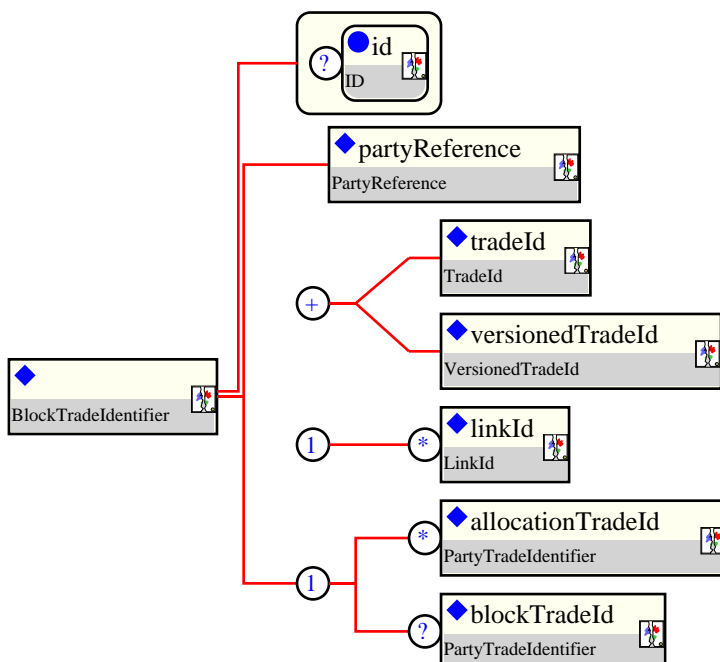 ?
id
ID
partyReference
PartyReference
tradeId
TradeId
+
versionedTradeId
VersionedTradeId
BlockTradeIdentifier
1
*
linkId
LinkId
1
*
allocationTradeId
PartyTradeIdentifier
?
blockTradeId
PartyTradeIdentifier